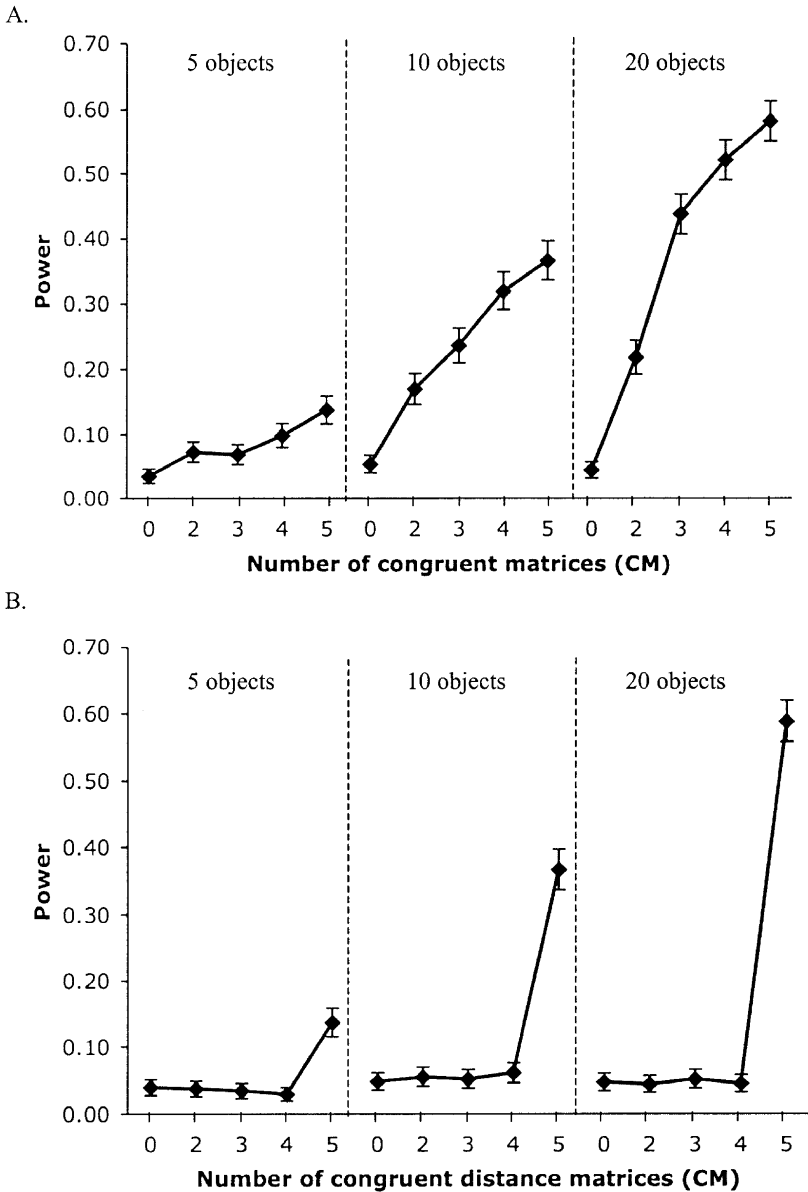 A.
0.70
5 objects 10 objects 20 objects
0.60
0.50
0.40
Power
0.30
0.20
0.10
0.00
0 2 3 4 5 0 2 3 4 5 0 2 3 4 5
Number of congruent matrices (CM)
B.
0.70
5 objects 10 objects 20 objects
0.60
0.50
0.40
Power
0.30
0.20
0.10
0.00
0 2 3 4 5 0 2 3 4 5 0 2 3 4 5
Number of congruent distance matrices (CM)